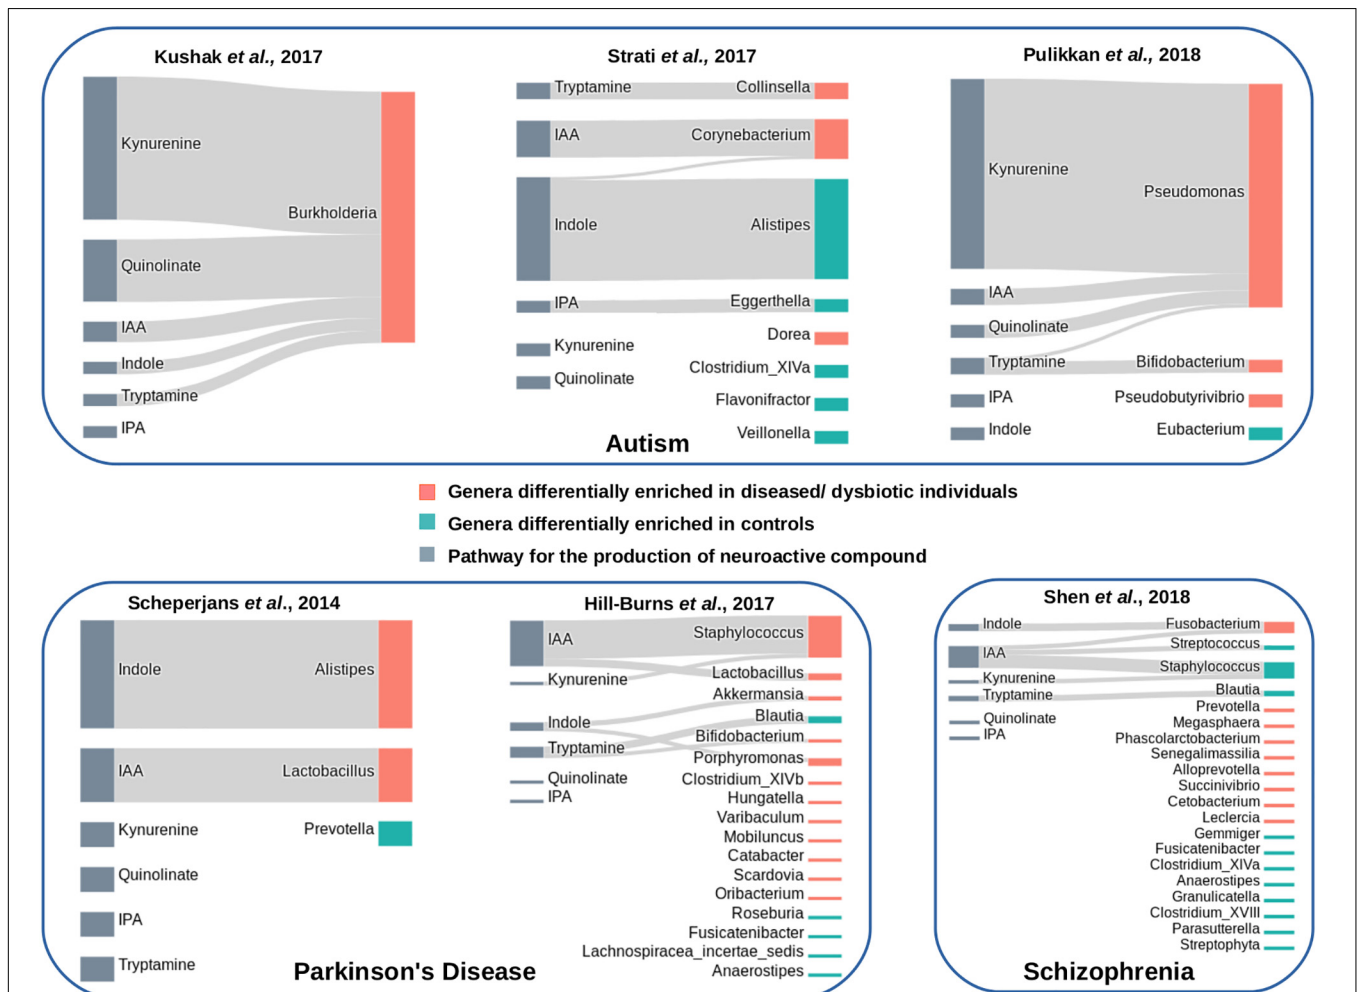 Kushak et al., 2017
Kynurenine
Burkholderia
Quinolinate
IAA
Indole
Tryptamine
IPA
Strati et al., 2017
Tryptamine
Collinsella
IAA
Corynebacterium
Indole
Alistipes
IPA
Eggerthella
Dorea
Kynurenine
Clostridium_XIVa
Quinolinate
Flavonifractor
Veillonella
Pulikkan et al., 2018
Kynurenine
Pseudomonas
IAA
Quinolinate
Tryptamine
Bifidobacterium
IPA
Pseudobutyrivibrio
Indole
Eubacterium
Autism
Genera differentially enriched in diseased/ dysbiotic individuals
Genera differentially enriched in controls
Pathway for the production of neuroactive compound
Scheperjans et al., 2014
Indole
Alistipes
IAA
Lactobacillus
Kynurenine
Prevotella
Quinolinate
IPA
Tryptamine
Hill-Burns et al., 2017
IAA
Staphylococcus
Kynurenine
Lactobacillus
Akkermansia
Indole
Blautia
Bifidobacterium
Tryptamine
Porphyromonas
Quinolinate
Clostridium_XIVb
IPA
Hungatella
Varibaculum
Mobiluncus
Catabacter
Scardovia
Oribacterium
Roseburia
Fusicatenibacter
Lachnospiracea_incertae_sedis
Anaerostipes
Parkinson's Disease
Shen et al., 2018
Indole
Fusobacterium
Streptococcus
IAA
Staphylococcus
Kynurenine
Blautia
Tryptamine
Prevotella
Quinolinate
Megasphaera
IPA
Phascolarctobacterium
Senegalimassilia
Alloprevotella
Succinivibrio
Cetobacterium
Leclercia
Gemmiger
Fusicatenibacter
Clostridium_XIVa
Anaerostipes
Granulicatella
Clostridium_XVIII
Parasutterella
Streptophyta
Schizophrenia